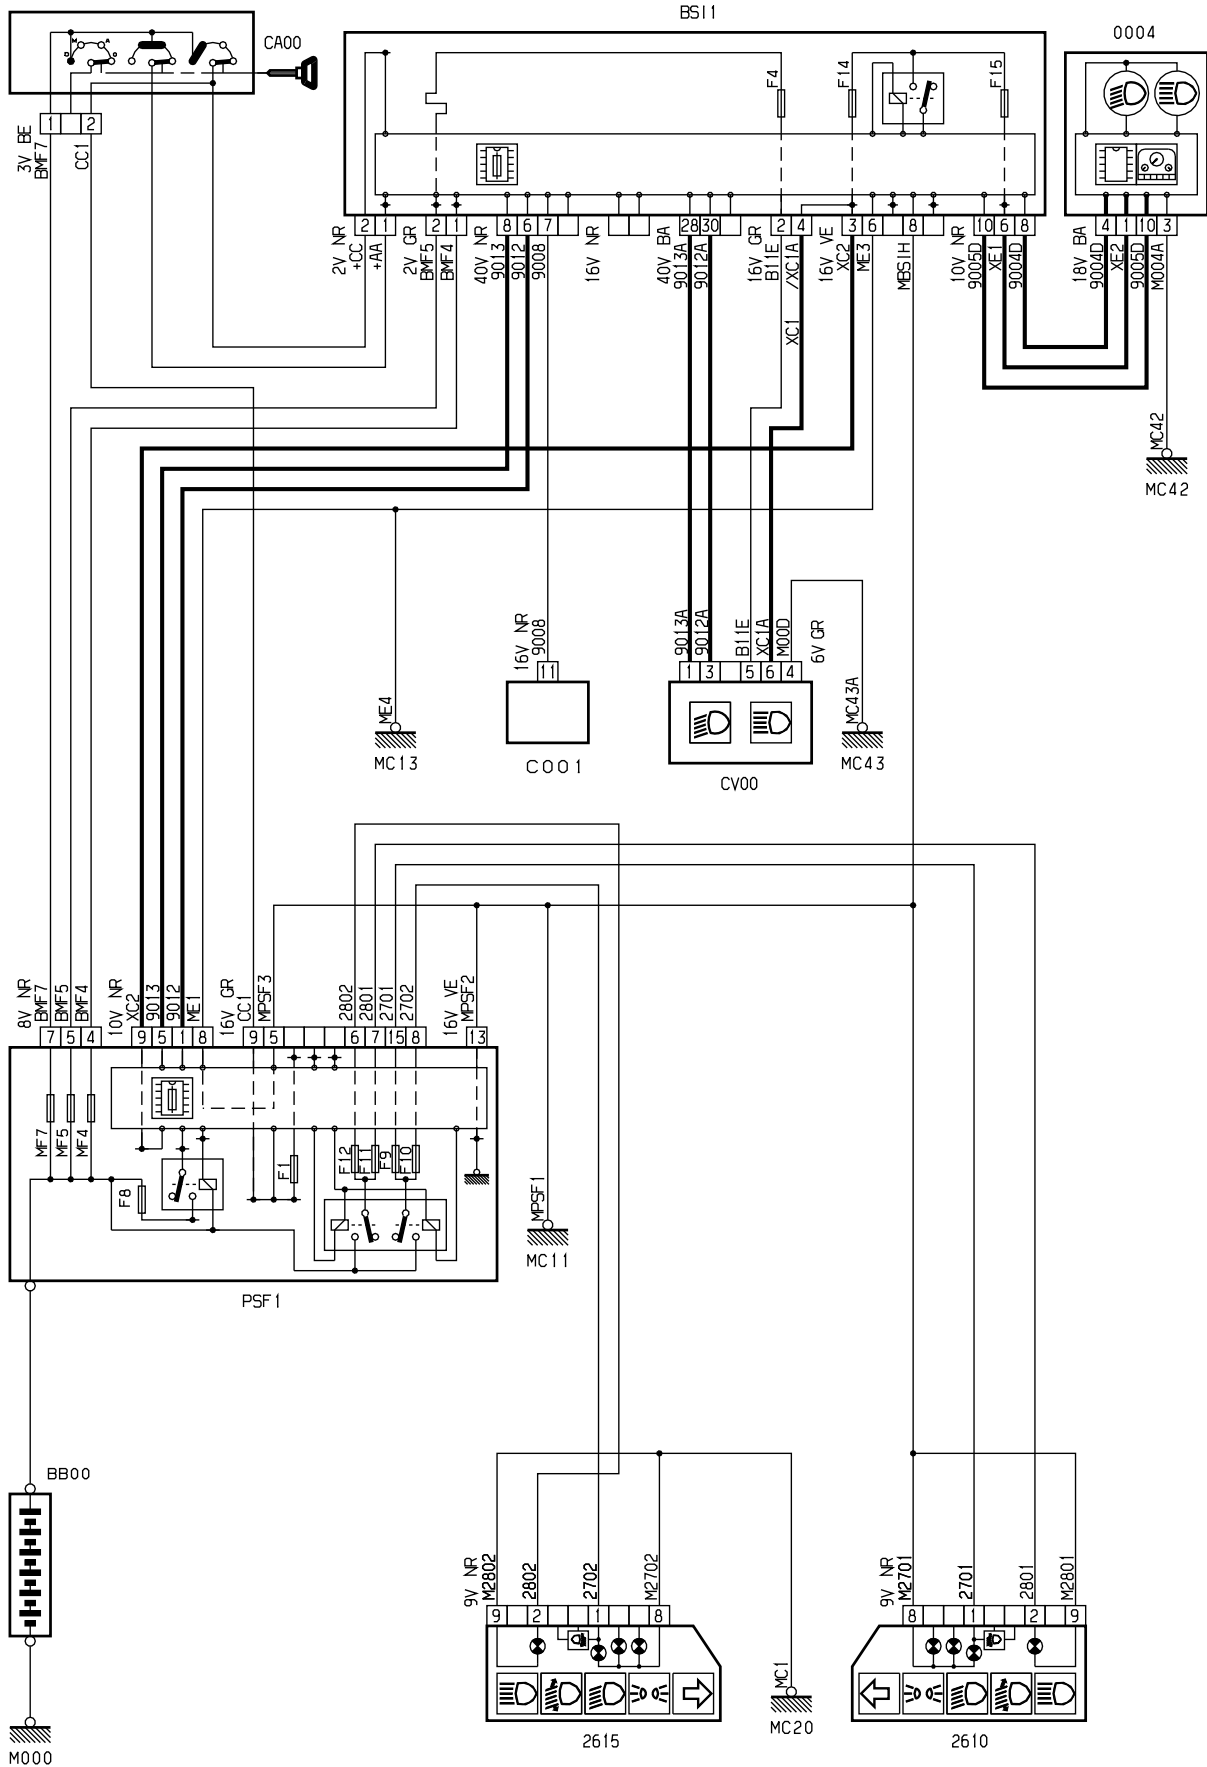 BSI1
0004
CA00
M A
D
F4
F14
F15
1 2
3V BE
BMF7
CC1
2 1 2 1 8 6 7 28 30 2 4 3 6 8 10 6 8 4 1 10 3
2V NR
+CC
+AA
2V GR
BMF5
BMF4
40V NR
9013
9012
9008
16V NR
40V BA
9013A
9012A
16V GR
B11E
/XC1A
XC1
16V VE
XC2
ME3
MBSIH
10V NR
9005D
XE1
9004D
18V BA
9004D
XE2
9005D
M004A
MC42
MC42
16V NR
9008
11
C001
9013A
9012A
B11E
XC1A
M00D
6V GR
1 3 5 6 4
CV00
ME4
MC13
MC43A
MC43
8V NR
BMF7
BMF5
BMF4
10V NR
XC2
9013
9012
ME1
16V GR
CC1
MPSF3
2802
2801
2701
2702
16V VE
MPSF2
7 5 4 9 5 1 8 9 5 6 7 15 8 13
MF7
MF5
MF4
F8
F1
F12
F11
F9
F10
PSF1
MPSF1
MC11
BB00
M000
9V NR
M2802
2802
2702
M2702
9 2 1 8
2615
MC1
MC20
9V NR
M2701
2701
2801
M2801
8 1 2 9
2610